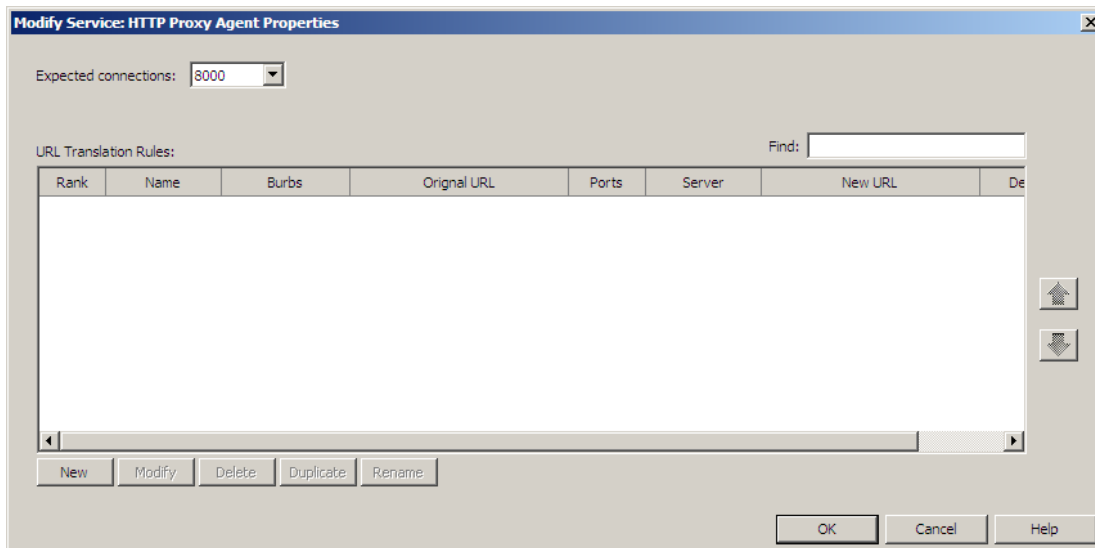 Modify Service: HTTP Proxy Agent Properties
Expected connections: 8000
Find:
URL Translation Rules:
Rank Name Burbs Orignal URL Ports Server New URL De
New Modify Delete Duplicate Rename
OK Cancel Help